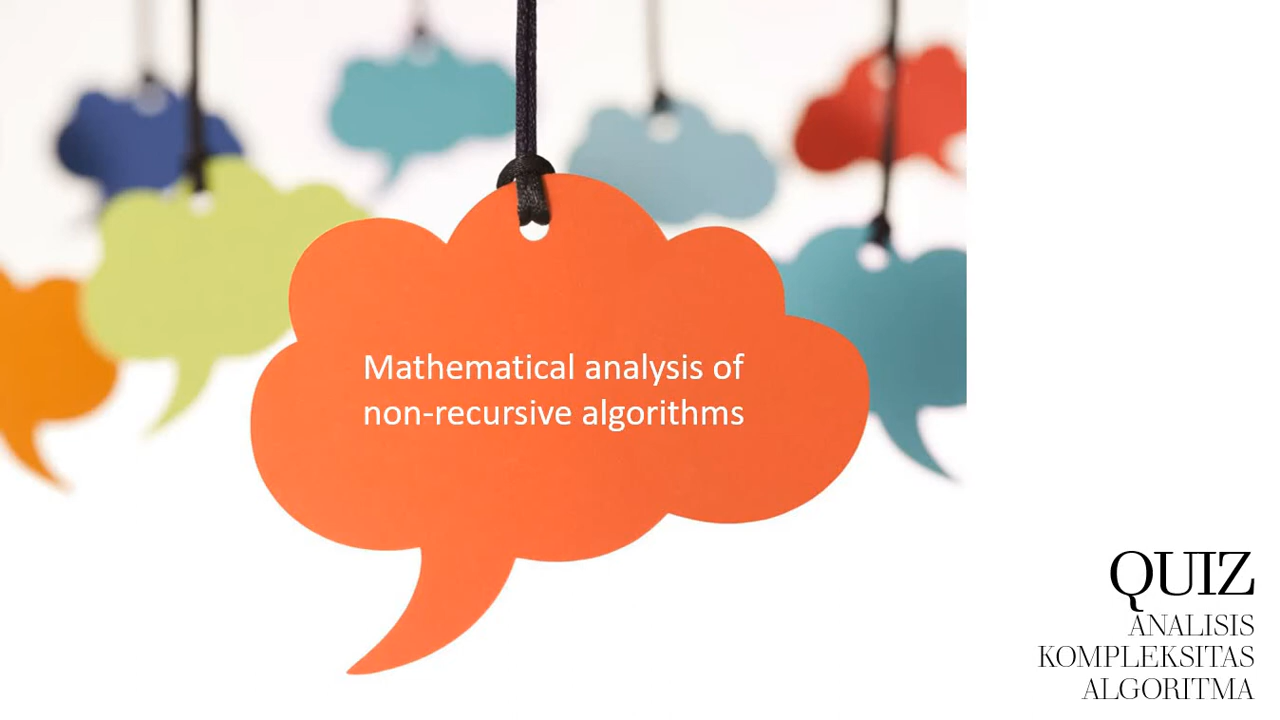 Mathematical analysis of
non-recursive algorithms
QUIZ
ANALISIS
KOMPLEKSITAS
ALGORITMA